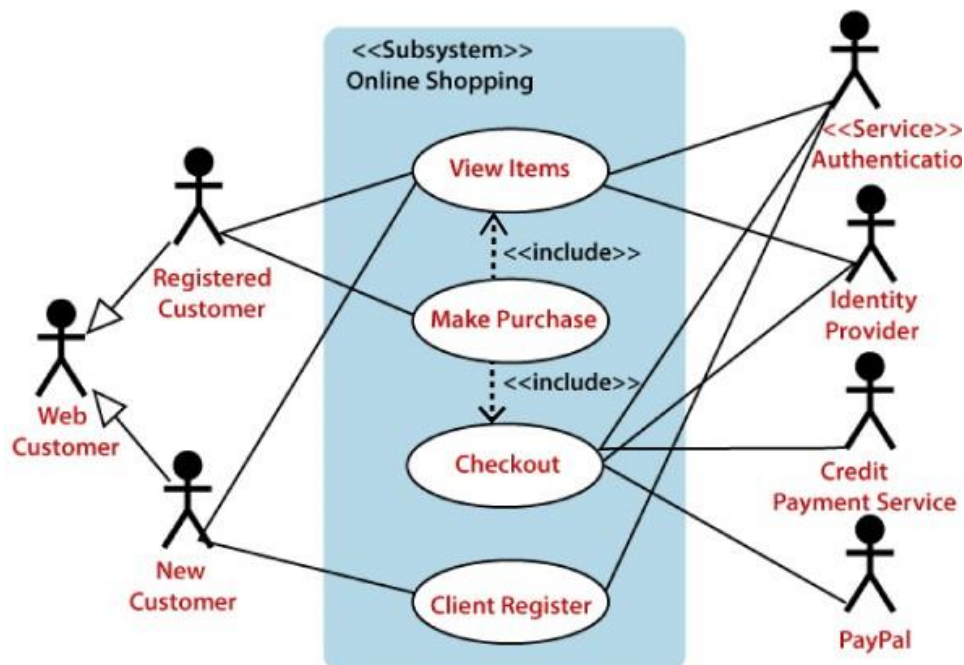 <<Subsystem>>
Online Shopping
View Items
<<include>>
Make Purchase
<<include>>
Checkout
Client Register
Registered
Customer
Web
Customer
New
Customer
<<Service>>
Authenticatio
Identity
Provider
Credit
Payment Service
PayPal